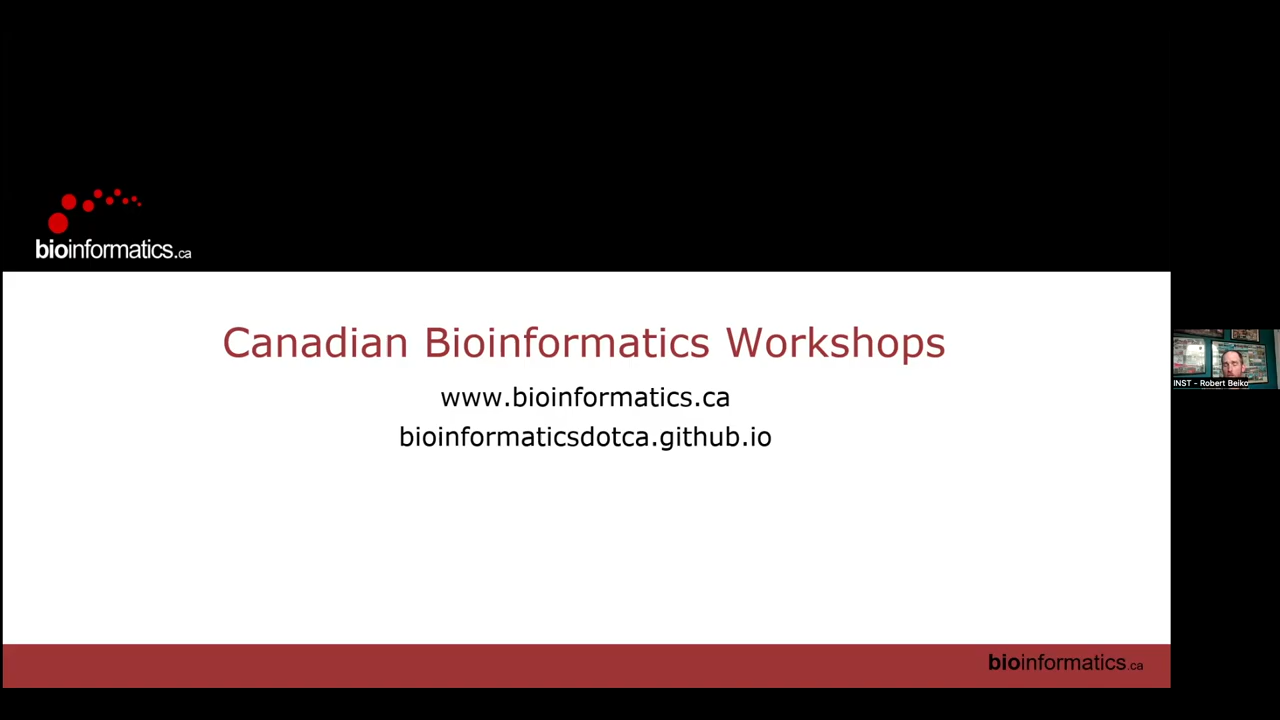 bioinformatics.ca
Canadian Bioinformatics Workshops
www.bioinformatics.ca
bioinformaticsdotca.github.io
INST - Robert Beiko
bioinformatics.ca